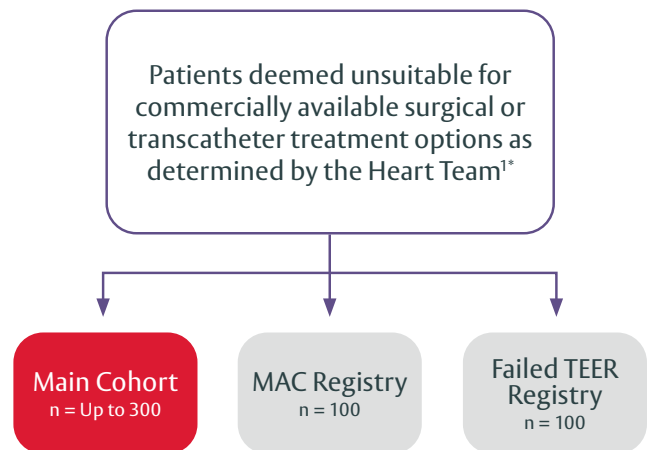 Patients deemed unsuitable for
commercially available surgical or
transcatheter treatment options as
determined by the Heart Team¹*
Main Cohort
n = Up to 300
MAC Registry
n = 100
Failed TEER
Registry
n = 100